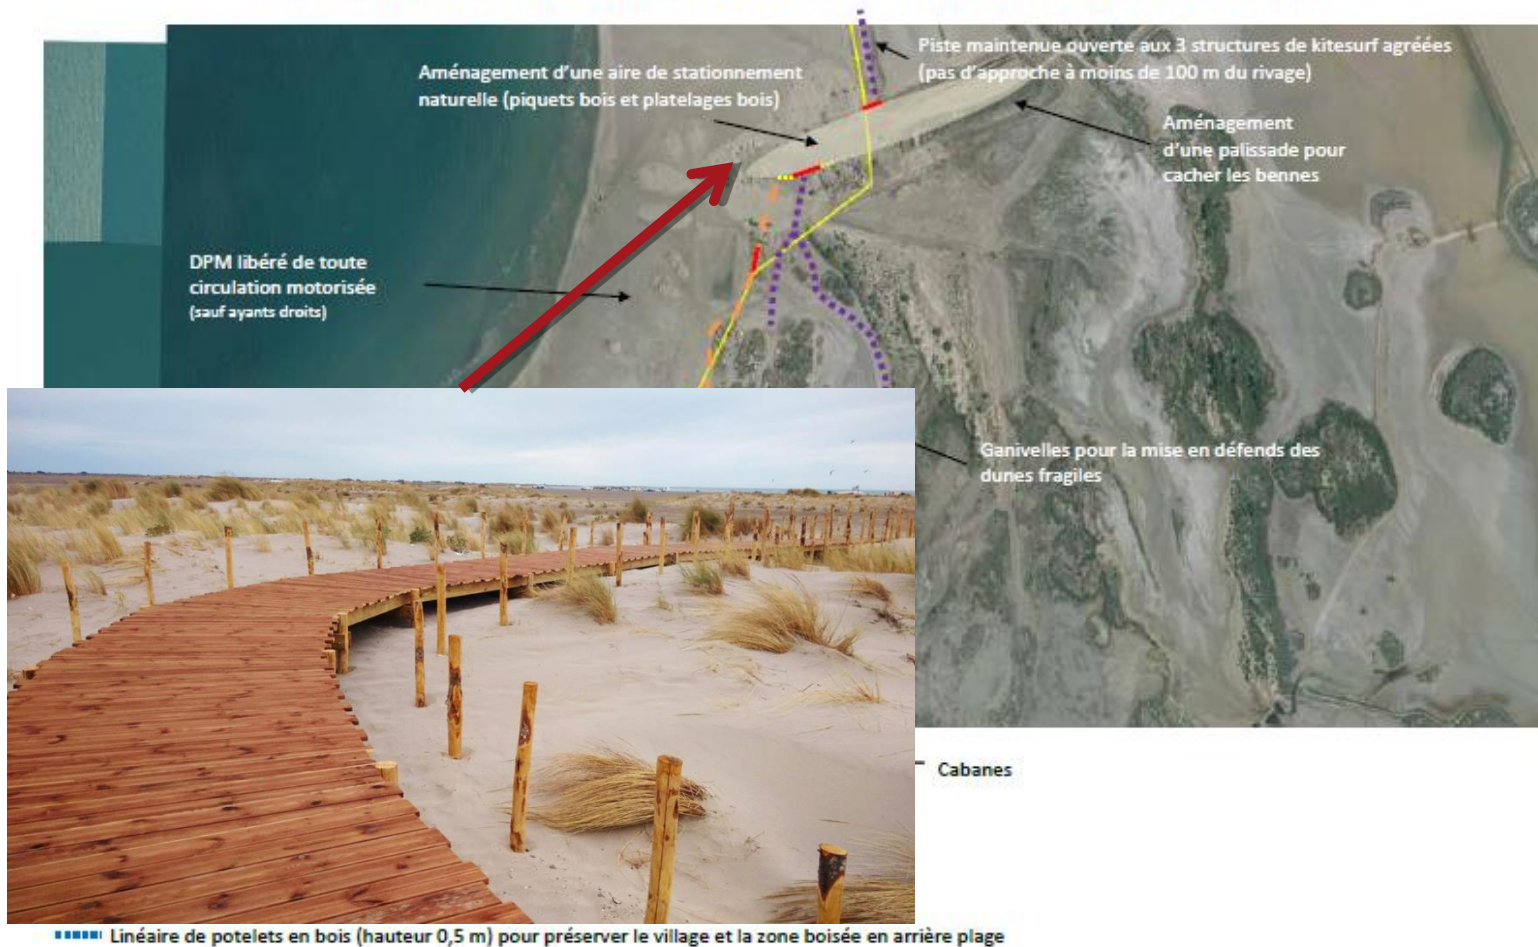 Piste maintenue ouverte aux 3 structures de kitesurf agréées
(pas d'approche à moins de 100 m du rivage)
Aménagement d'une aire de stationnement
naturelle (piquets bois et platelages bois)
Aménagement
d'une palissade pour
cacher les bennes
DPM libéré de toute
circulation motorisée
(sauf ayants droits)
Ganivelles pour la mise en défends des
dunes fragiles
Cabanes
Linéaire de potelets en bois (hauteur 0,5 m) pour préserver le village et la zone boisée en arrière plage